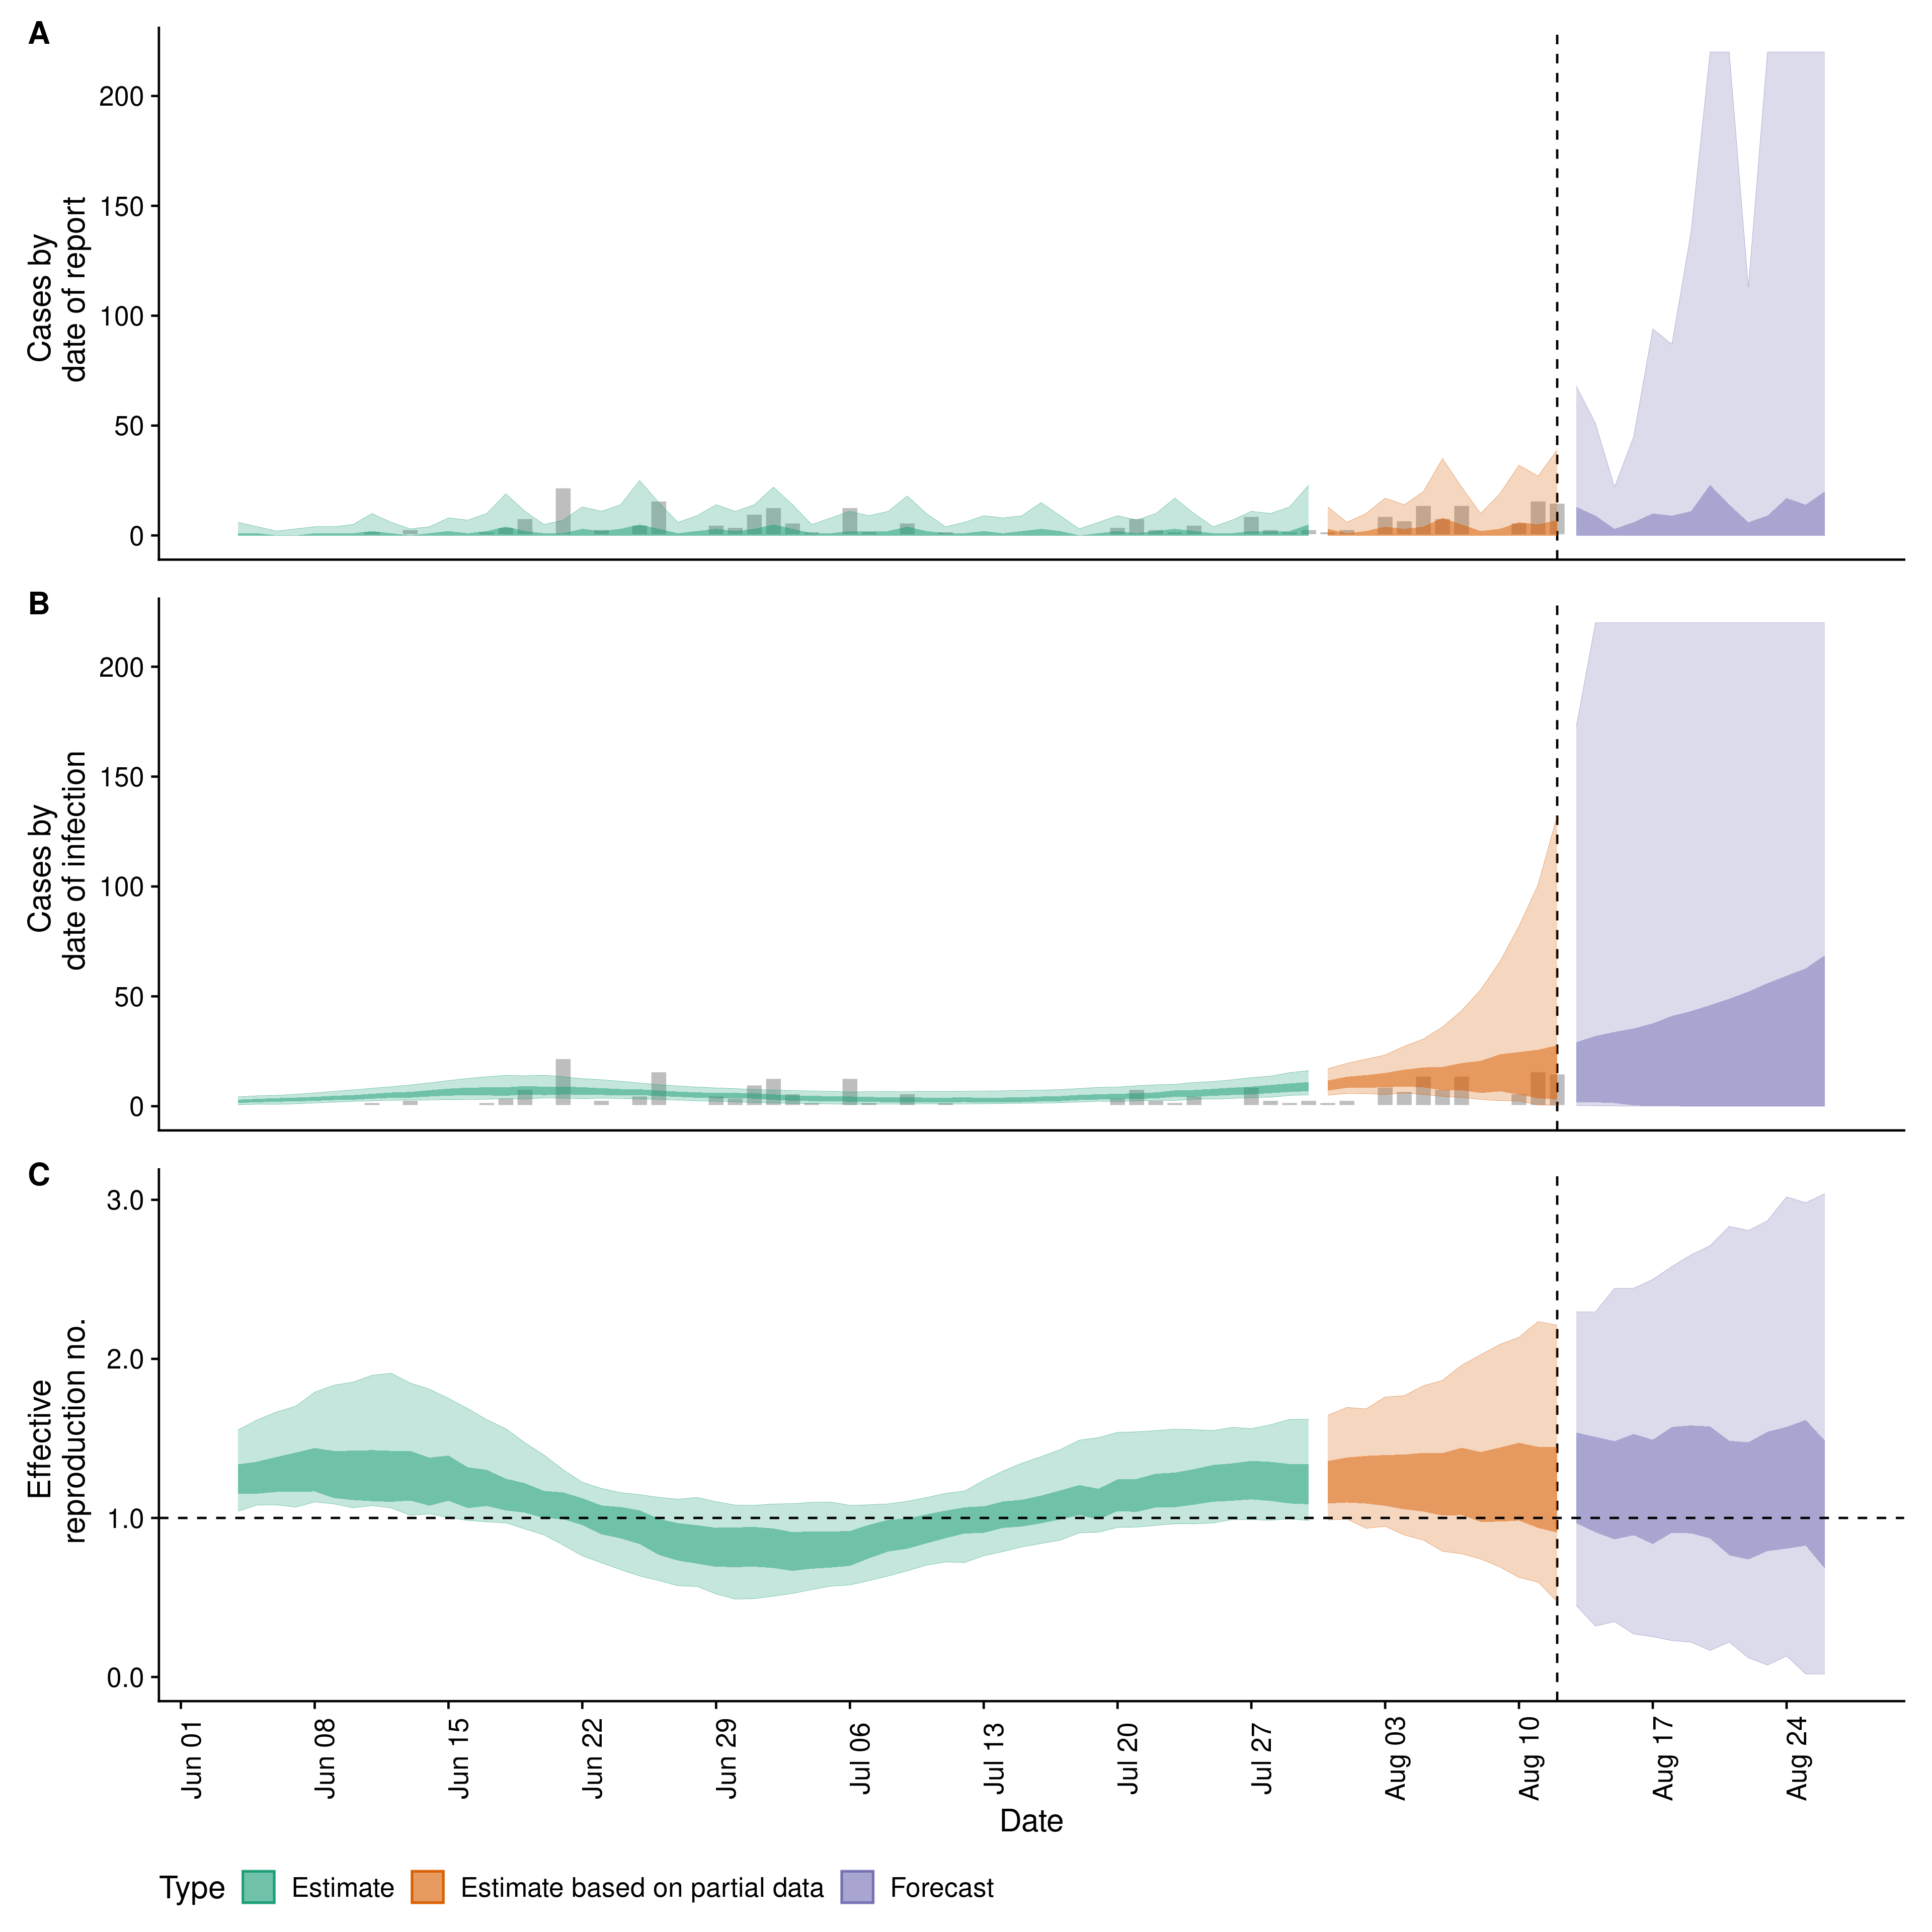 A
200
150
100
50
0
Cases by
date of report
B
200
150
100
50
0
Cases by
date of infection
C
3.0
2.0
1.0
0.0
Effective
reproduction no.
Jun 01
Jun 08
Jun 15
Jun 22
Jun 29
Jul 06
Jul 13
Jul 20
Jul 27
Aug 03
Aug 10
Aug 17
Aug 24
Date
Type Estimate Estimate based on partial data Forecast